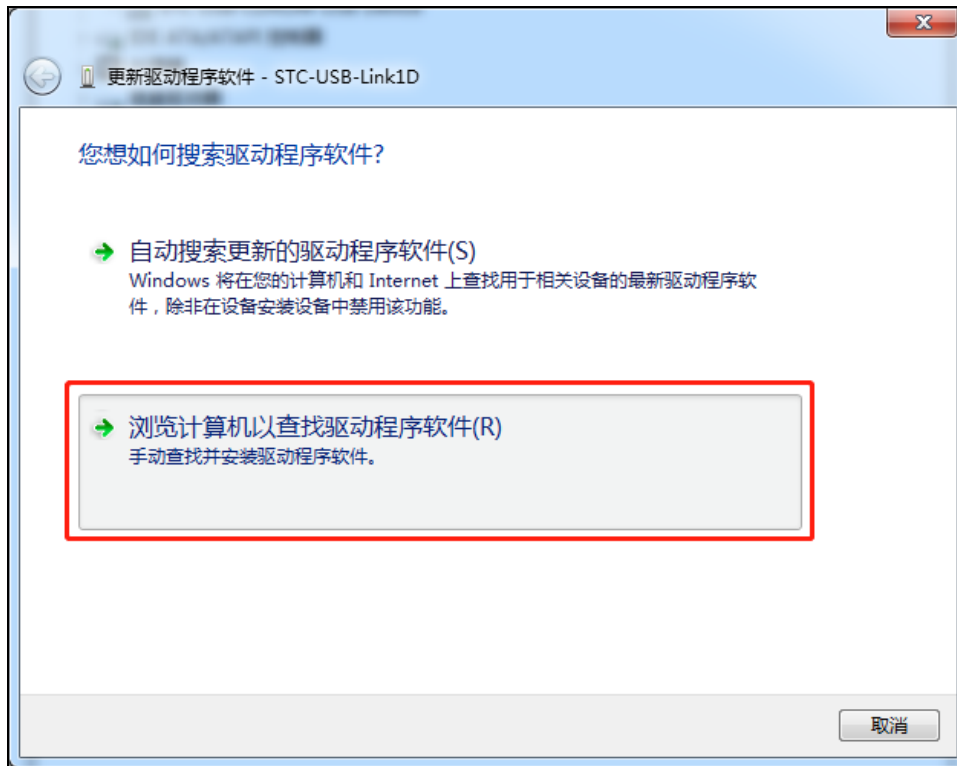 更新驱动程序软件 - STC-USB-Link1D
您想如何搜索驱动程序软件?
自动搜索更新的驱动程序软件(S)
Windows 将在您的计算机和 Internet 上查找用于相关设备的最新驱动程序软
件，除非在设备安装设备中禁用该功能。
浏览计算机以查找驱动程序软件(R)
手动查找并安装驱动程序软件。
取消